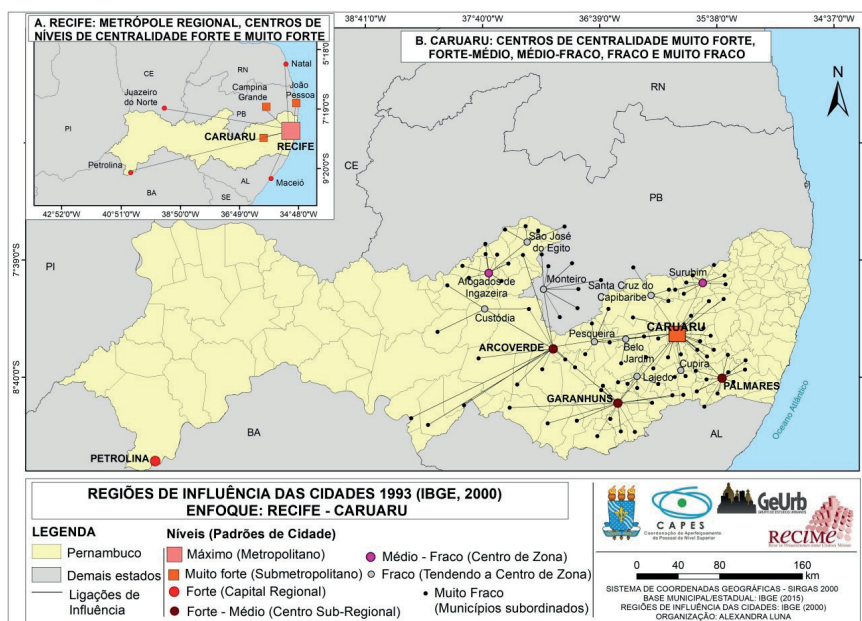 38°41'0"W
37°40'0"W
36°39'0"W
35°38'0"W
34°37'0"W
A. RECIFE: METRÓPOLE REGIONAL, CENTROS DE
NÍVEIS DE CENTRALIDADE FORTE E MUITO FORTE
B. CARUARU: CENTROS DE CENTRALIDADE MUITO FORTE,
FORTE-MÉDIO, MÉDIO-FRACO, FRACO E MUITO FRACO
5°18'0"S
7°19'0"S
9°20'0"S
Natal
CE
RN
Juazeiro
do Norte
Campina
Grande
João
Pessoa
PB
PI
CARUARU
RECIFE
Petrolina
Maceió
BA
AL
SE
42°52'0"W
40°51'0"W
38°50'0"W
36°49'0"W
34°48'0"W
N
RN
CE
PB
7°39'0"S
PI
São José
do Egito
Afogados de
Ingazeira
Monteiro
Santa Cruz do
Capibaribe
Surubim
Custódia
Pesqueira
CARUARU
ARCOVERDE
Belo
Jardim
Cupira
8°40'0"S
Lajedo
PALMARES
GARANHUNS
Oceano Atlântico
BA
AL
PETROLINA
REGIÕES DE INFLUÊNCIA DAS CIDADES 1993 (IBGE, 2000)
ENFOQUE: RECIFE - CARUARU
LEGENDA
Pernambuco
Demais estados
Ligações de
Influência
Níveis (Padrões de Cidade)
Máximo (Metropolitano)
Muito forte (Submetropolitano)
Forte (Capital Regional)
Forte - Médio (Centro Sub-Regional)
Médio - Fraco (Centro de Zona)
Fraco (Tendendo a Centro de Zona)
Muito Fraco
(Municípios subordinados)
CAPES
GeUrb
RECIME
0 40 80 160
km
SISTEMA DE COORDENADAS GEOGRÁFICAS - SIRGAS 2000
BASE MUNICIPAL/ESTADUAL: IBGE (2015)
REGIÕES DE INFLUÊNCIA DAS CIDADES: IBGE (2000)
ORGANIZAÇÃO: ALEXANDRA LUNA